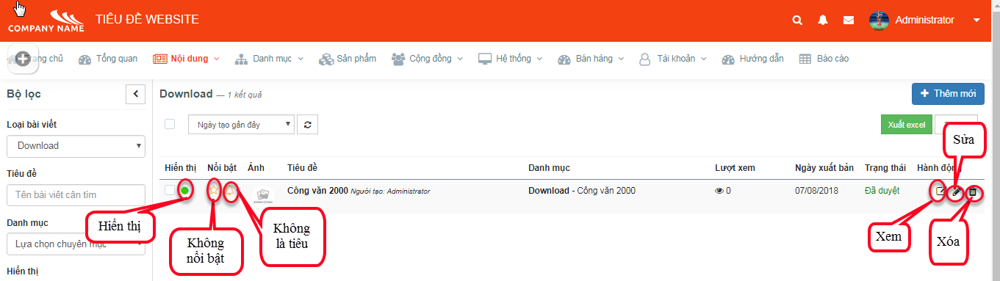 COMPANY NAME
TIÊU ĐỀ WEBSITE
Administrator
Trang chủ
Tổng quan
Nội dung
Danh mục
Sản phẩm
Cộng đồng
Hệ thống
Bán hàng
Tài khoản
Hướng dẫn
Báo cáo
Bộ lọc
Download — 1 kết quả
Thêm mới
Loại bài viết
Download
Ngày tạo gần đây
Xuất excel
Sửa
Tiêu đề
Tên bài viết cần tìm
Hiển thị
Nổi bật
Ảnh
Tiêu đề
Danh mục
Lượt xem
Ngày xuất bản
Trạng thái
Hành động
Công văn 2000 Người tạo: Administrator
Download - Công văn 2000
0
07/08/2018
Đã duyệt
Danh mục
Lựa chọn chuyên mục
Hiển thị
Hiển thị
Không
nổi bật
Không
là tiêu
Xem
Xóa